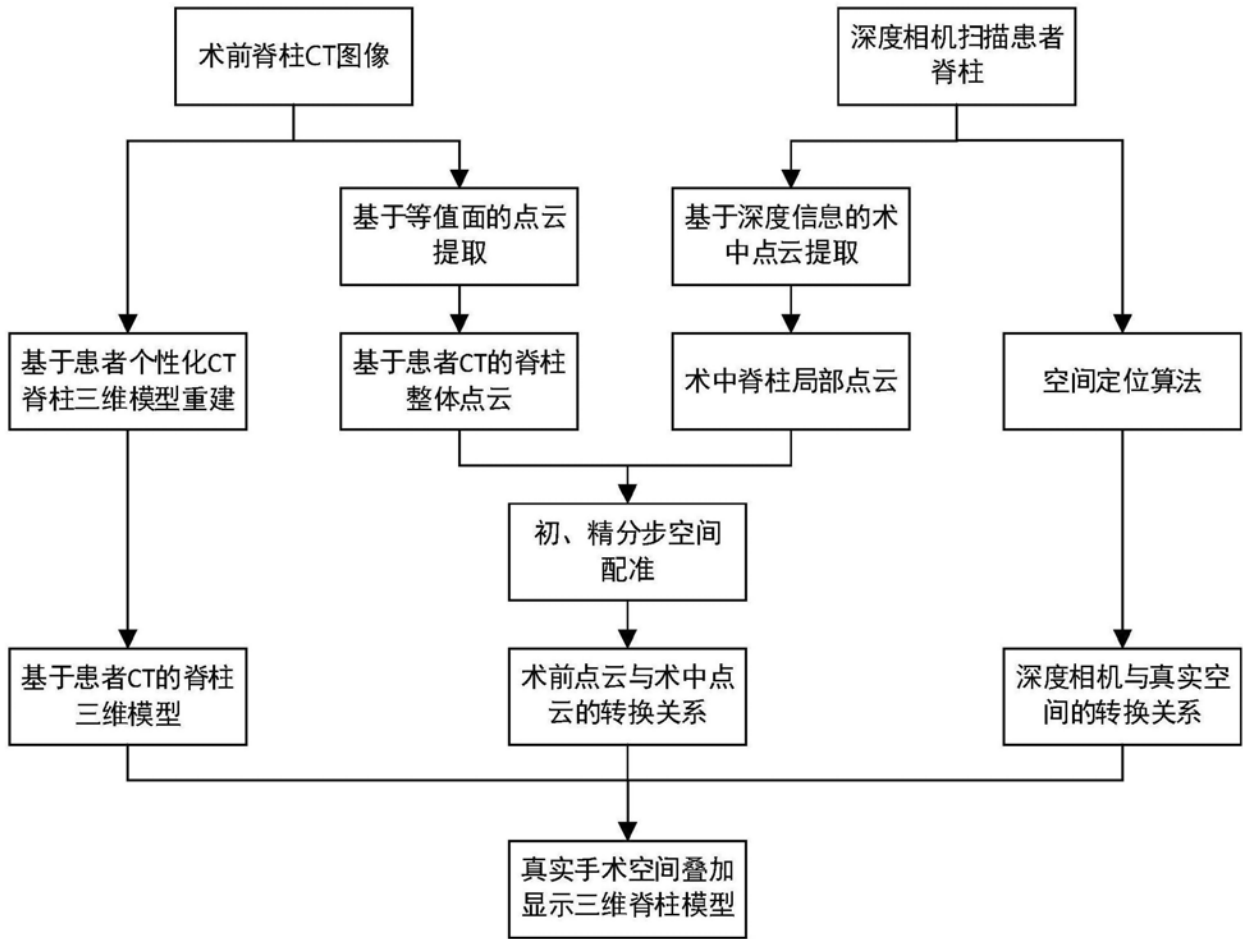 术前脊柱CT图像
深度相机扫描患者
脊柱
基于等值面的点云
提取
基于深度信息的术
中点云提取
基于患者个性化CT
脊柱三维模型重建
基于患者CT的脊柱
整体点云
术中脊柱局部点云
空间定位算法
初、精分步空间
配准
基于患者CT的脊柱
三维模型
术前点云与术中点
云的转换关系
深度相机与真实空
间的转换关系
真实手术空间叠加
显示三维脊柱模型